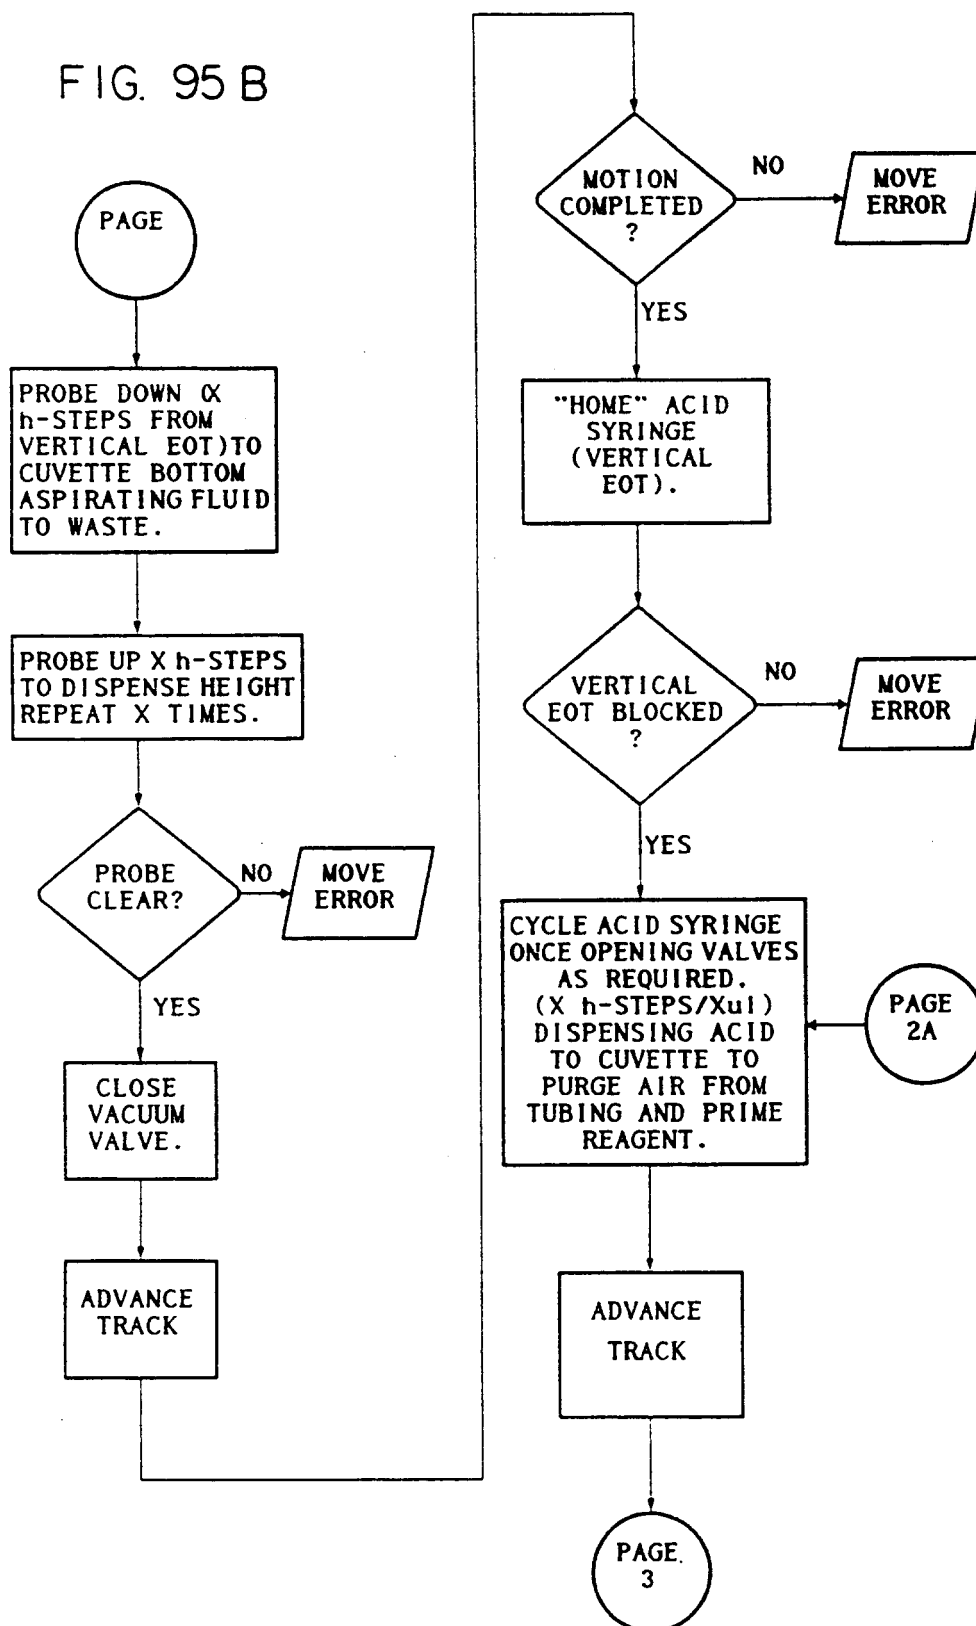 FIG. 95 B
PAGE
PROBE DOWN (X
h-STEPS FROM
VERTICAL EOT)TO
CUVETTE BOTTOM
ASPIRATING FLUID
TO WASTE.
PROBE UP X h-STEPS
TO DISPENSE HEIGHT
REPEAT X TIMES.
PROBE
CLEAR?
NO
MOVE
ERROR
YES
CLOSE
VACUUM
VALVE.
ADVANCE
TRACK
MOTION
COMPLETED
?
NO
MOVE
ERROR
YES
"HOME" ACID
SYRINGE
(VERTICAL
EOT).
VERTICAL
EOT BLOCKED
?
NO
MOVE
ERROR
YES
CYCLE ACID SYRINGE
ONCE OPENING VALVES
AS REQUIRED.
(X h-STEPS/Xul)
DISPENSING ACID
TO CUVETTE TO
PURGE AIR FROM
TUBING AND PRIME
REAGENT.
PAGE
2A
ADVANCE
TRACK
PAGE.
3